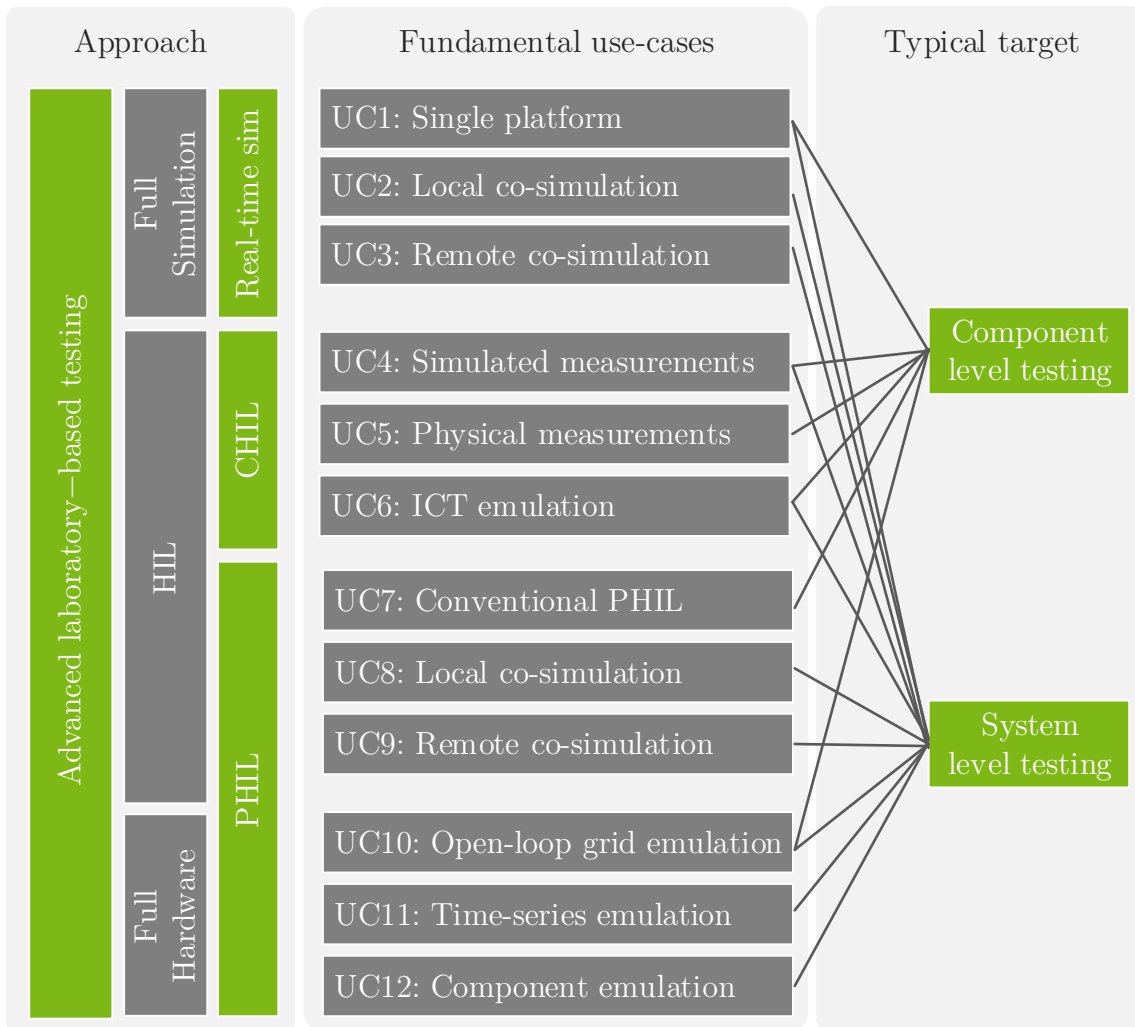 Approach
Fundamental use-cases
Typical target
Advanced laboratory—based testing
Full
Simulation
Real-time sim
HIL
CHIL
Full
Hardware
PHIL
UC1: Single platform
UC2: Local co-simulation
UC3: Remote co-simulation
UC4: Simulated measurements
UC5: Physical measurements
UC6: ICT emulation
UC7: Conventional PHIL
UC8: Local co-simulation
UC9: Remote co-simulation
UC10: Open-loop grid emulation
UC11: Time-series emulation
UC12: Component emulation
Component
level testing
System
level testing